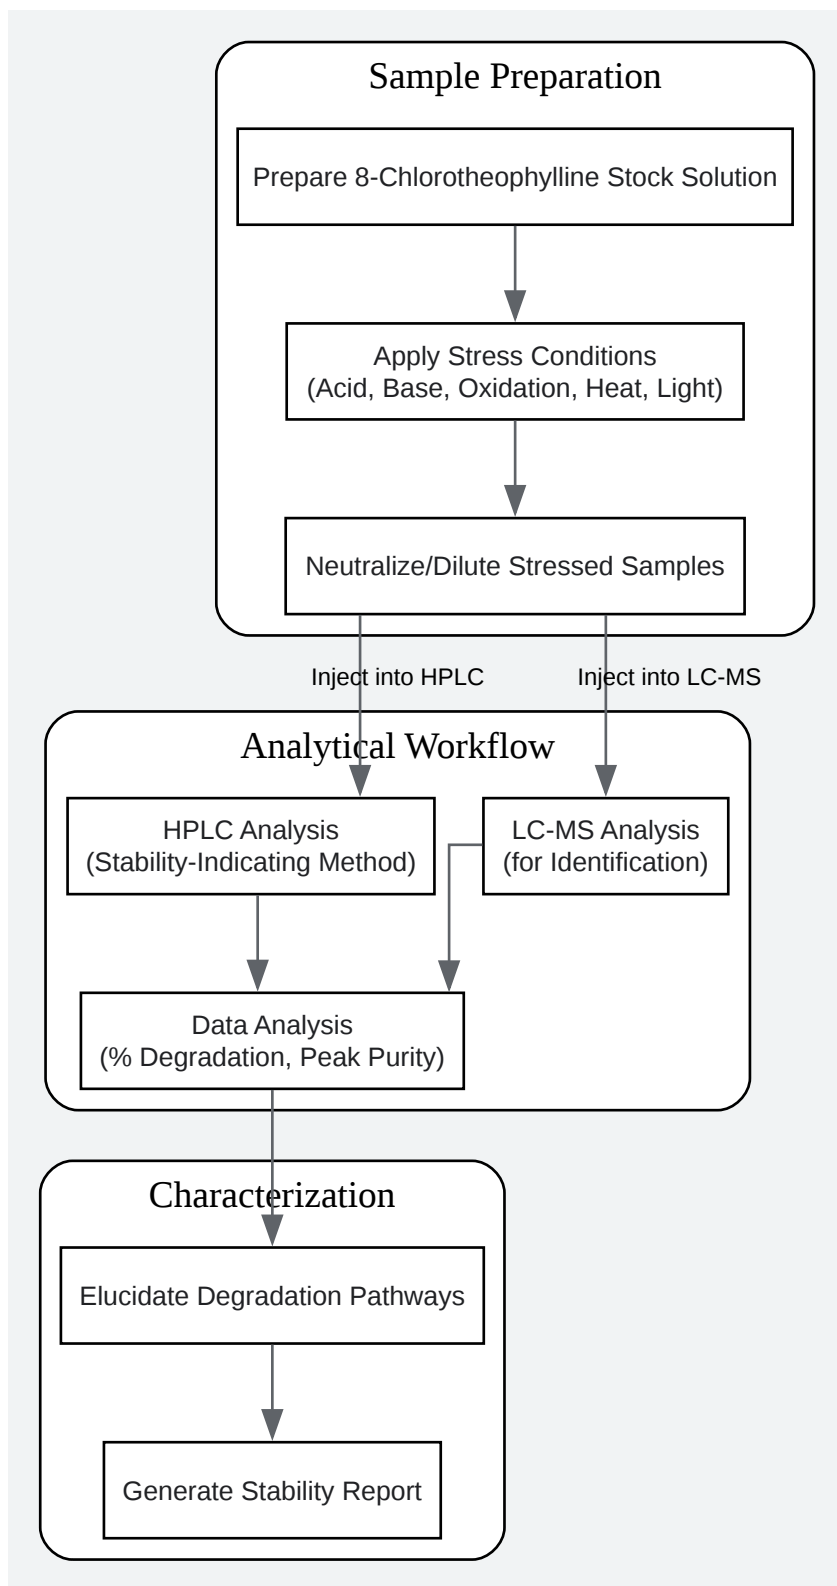 Sample Preparation
Prepare 8-Chlorotheophylline Stock Solution
Apply Stress Conditions
(Acid, Base, Oxidation, Heat, Light)
Neutralize/Dilute Stressed Samples
Inject into HPLC
Inject into LC-MS
Analytical Workflow
HPLC Analysis
(Stability-Indicating Method)
LC-MS Analysis
(for Identification)
Data Analysis
(% Degradation, Peak Purity)
Characterization
Elucidate Degradation Pathways
Generate Stability Report